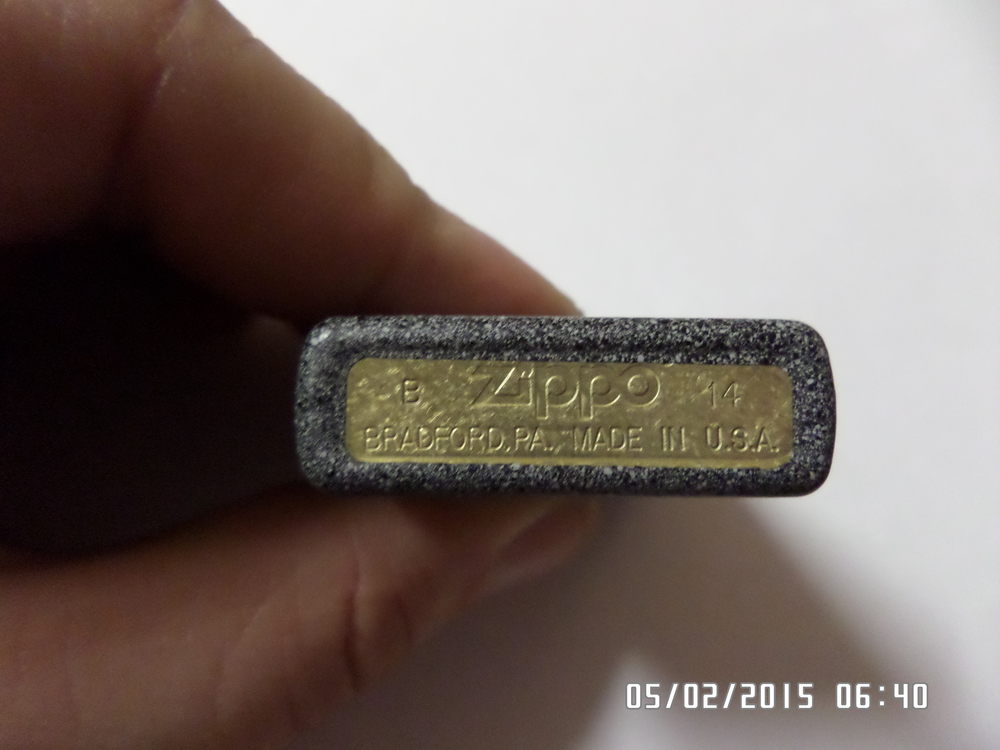 B Zippo 14
BRADFORD,PA. MADE IN U.S.A.
05/02/2015 06:40